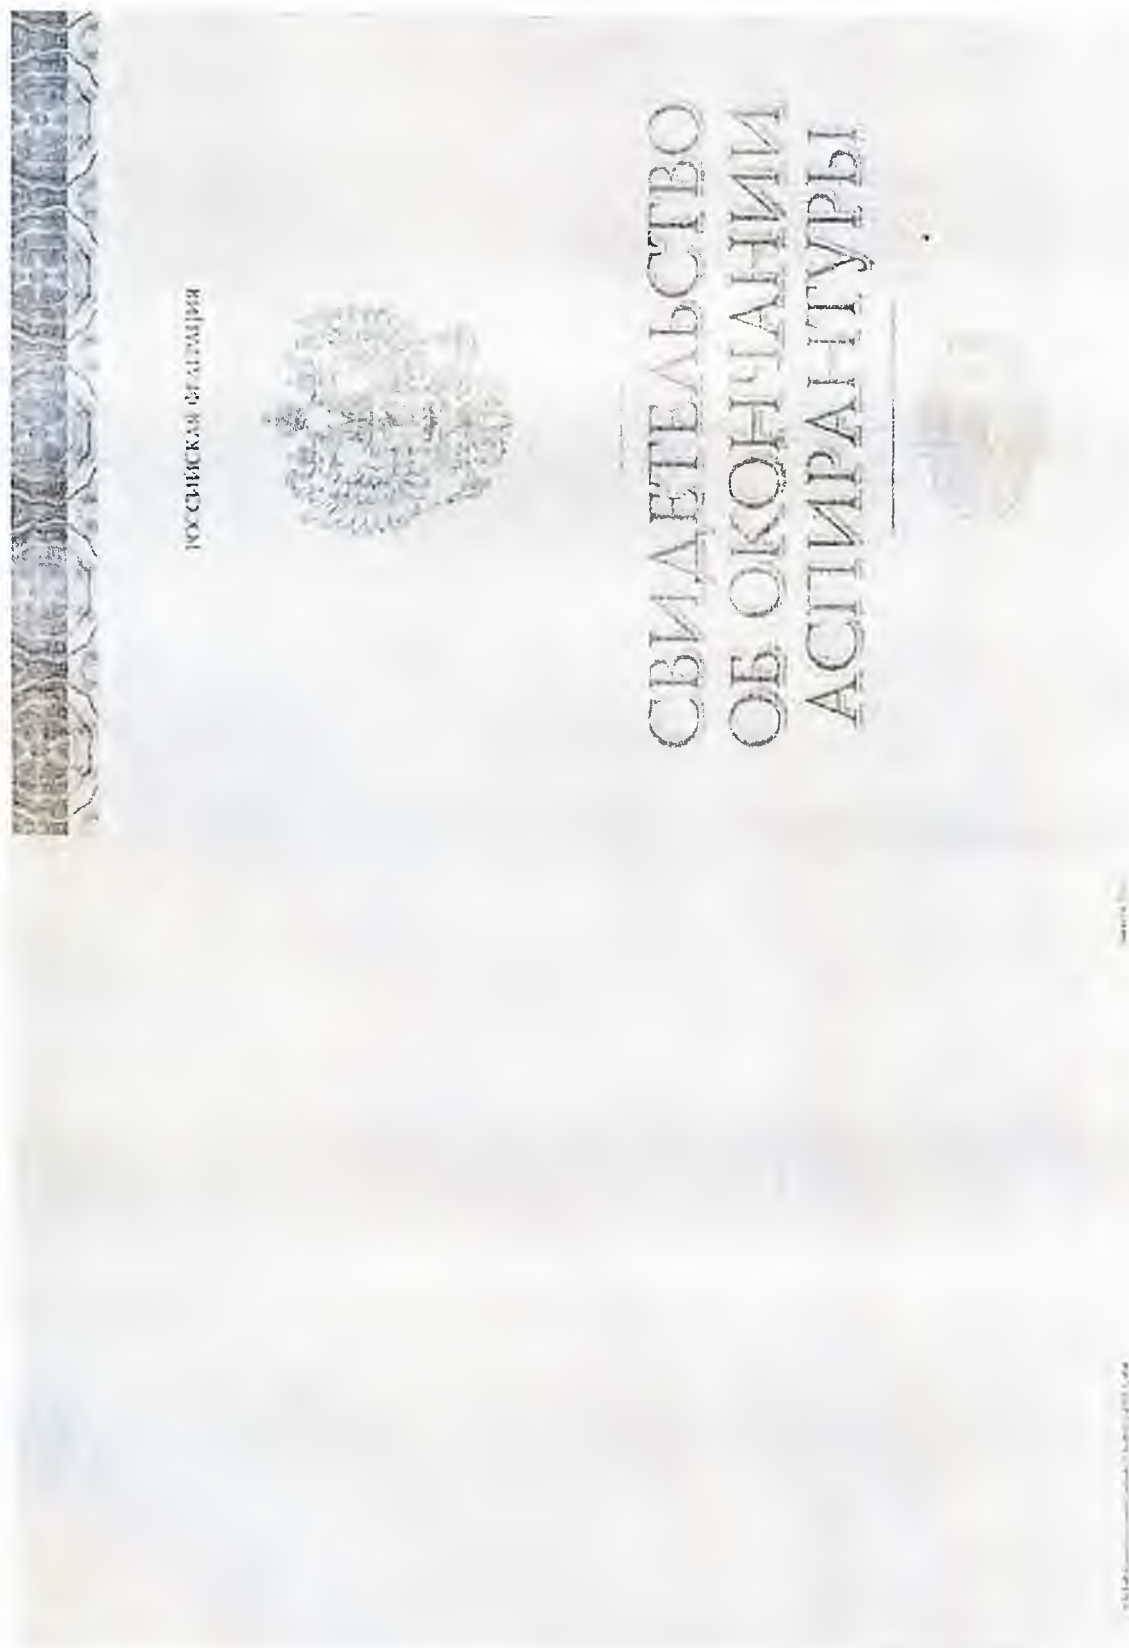 РОССИЙСКАЯ ФЕДЕРАЦИЯ
СВИДЕТЕЛЬСТВО
ОБ ОКОНЧАНИИ
АСПИРАНТУРЫ